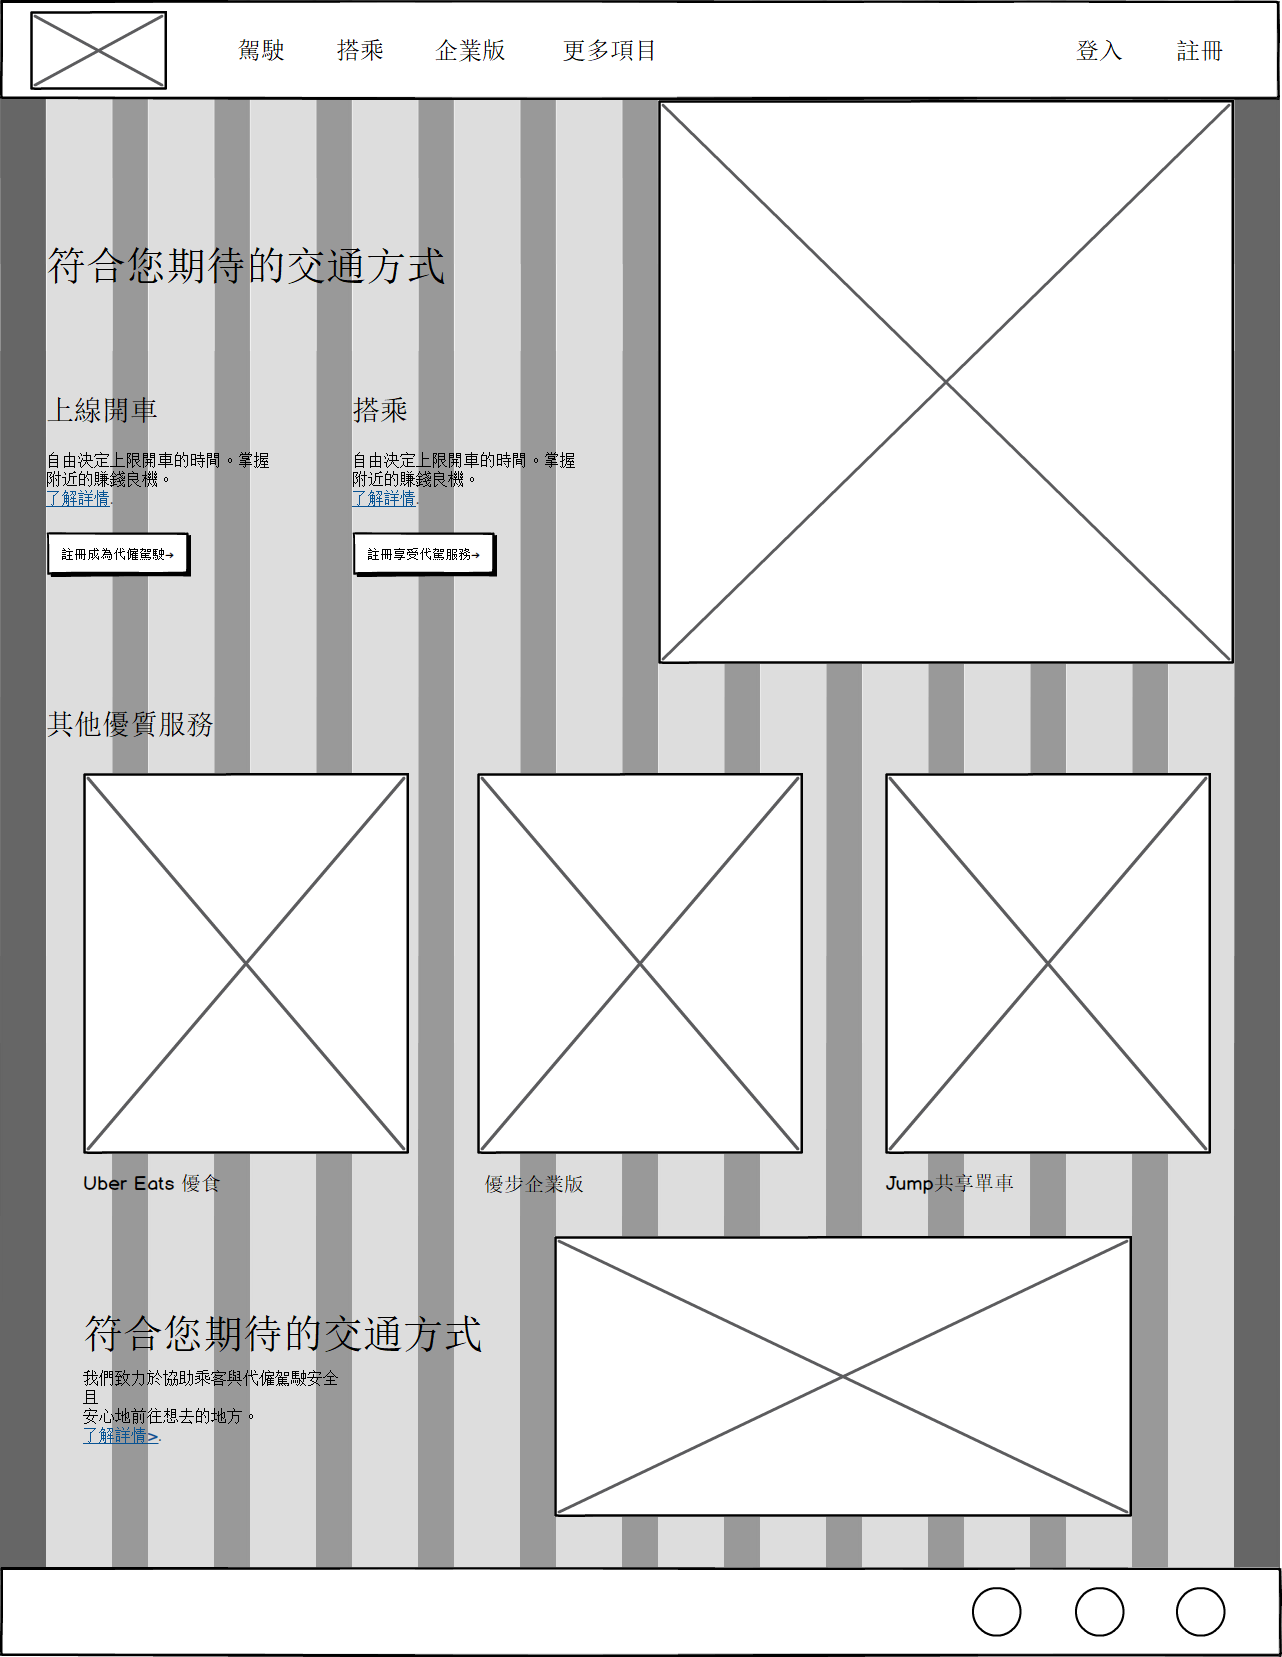 駕駛 搭乘 企業版 更多項目 登入 註冊
符合您期待的交通方式
上線開車
自由決定上限開車的時間。掌握
附近的賺錢良機。
了解詳情.
註冊成為代僱駕駛→
搭乘
自由決定上限開車的時間。掌握
附近的賺錢良機。
了解詳情.
註冊享受代駕服務→
其他優質服務
Uber Eats 優食
優步企業版
Jump共享單車
符合您期待的交通方式
我們致力於協助乘客與代僱駕駛安全
且
安心地前往想去的地方。
了解詳情>.